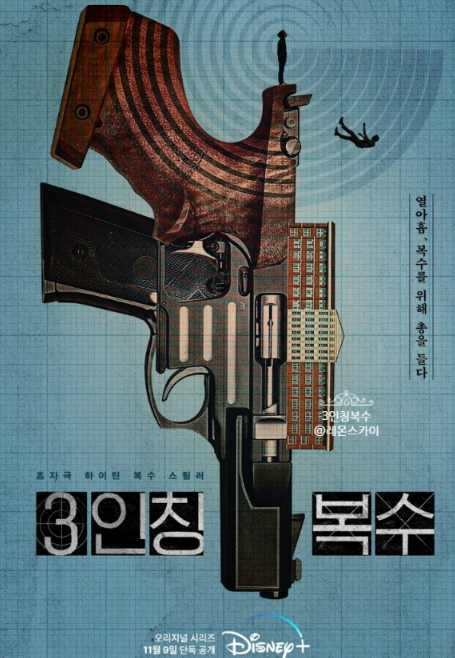 열아홉, 복수를 위해 총을 들다
3인칭복수
@레몬스카이
高자극 하이틴 복수 스릴러
3인칭 복수
오리지널 시리즈
11월 9일 단독 공개
Disney+